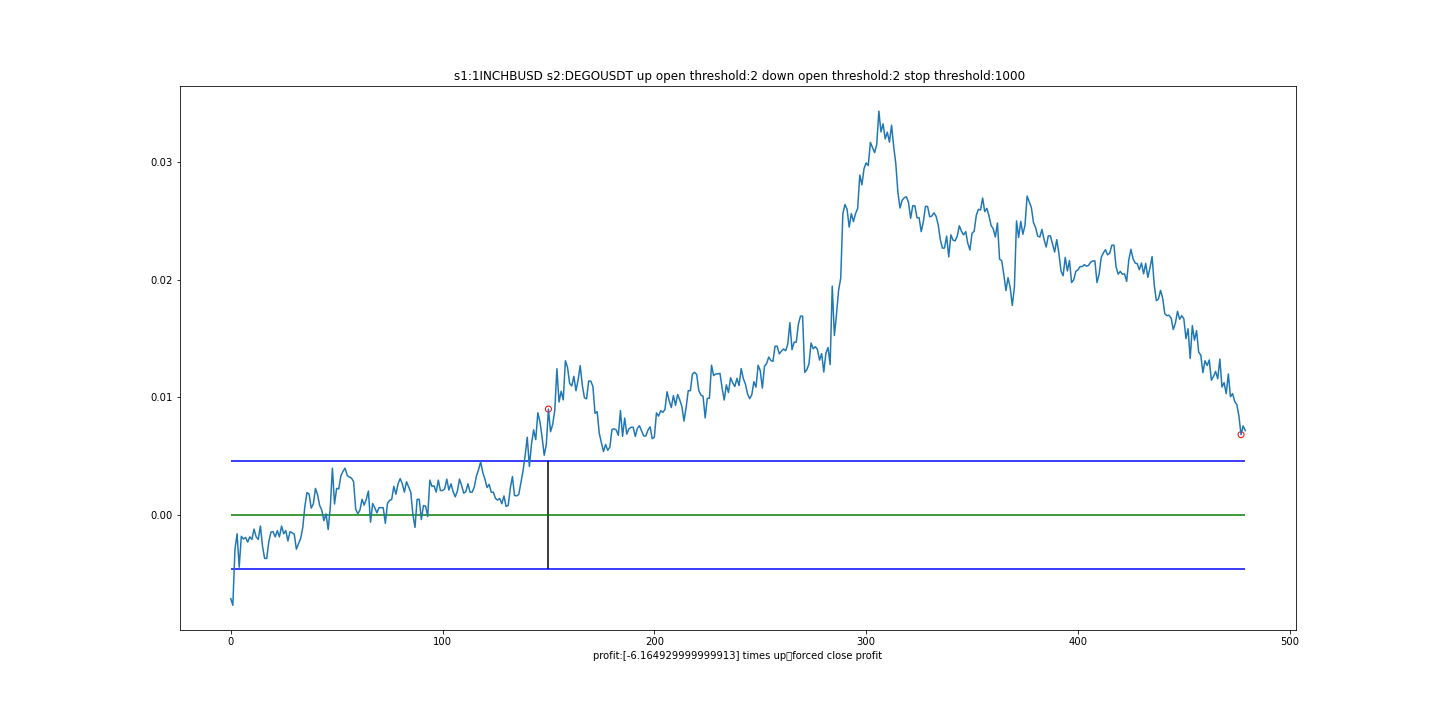 s1:1INCHBUSD s2:DEGOUSDT up open threshold:2 down open threshold:2 stop threshold:1000
0.03
0.02
0.01
0.00
0 100 200 300 400 500
profit:[-6.164929999999913] times up▯forced close profit